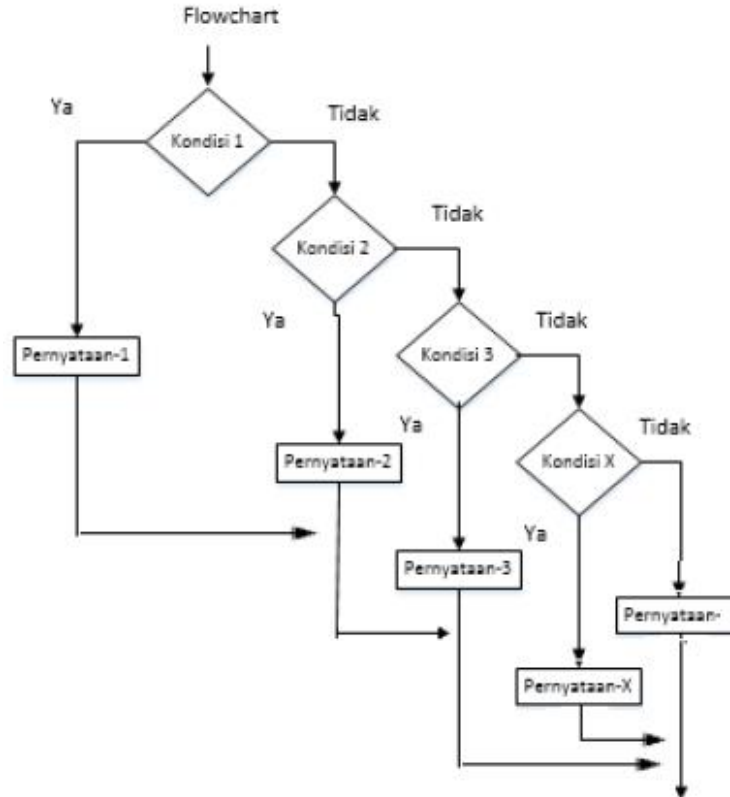 Flowchart
Ya
Tidak
Kondisi 1
Tidak
Kondisi 2
Ya
Tidak
Pernyataan-1
Kondisi 3
Ya
Tidak
Pernyataan-2
Kondisi X
Ya
Pernyataan-3
Pernyataan-
Pernyataan-X